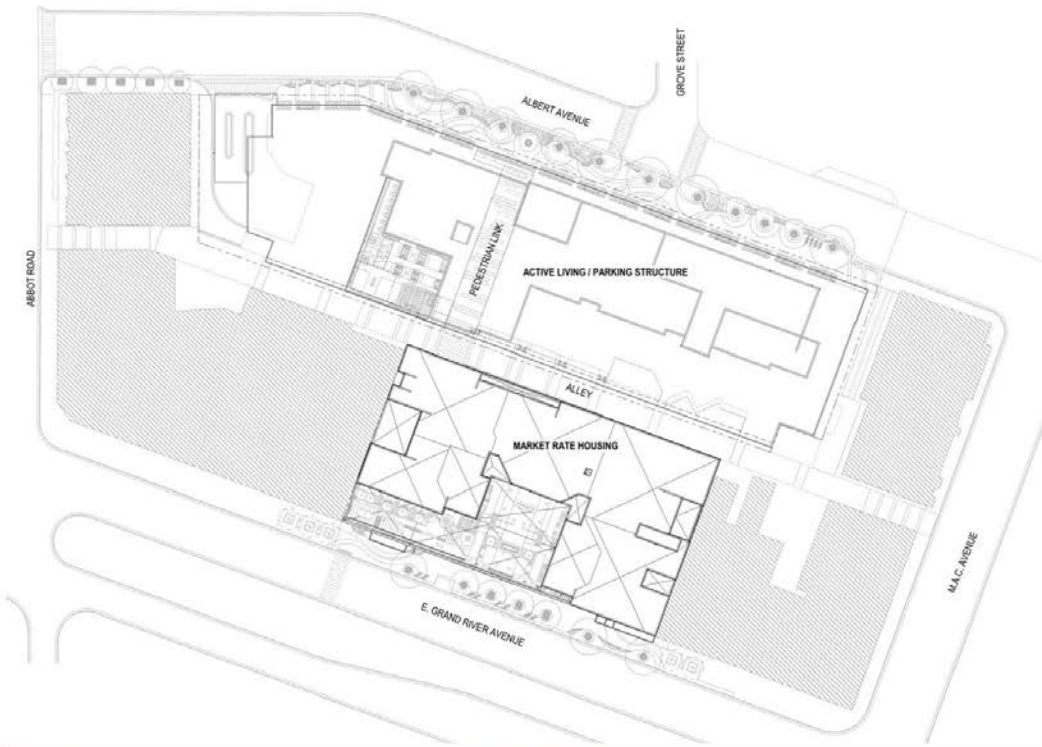 GROVE STREET
ALBERT AVENUE
ABBOT ROAD
PEDESTRIAN LINK
ACTIVE LIVING / PARKING STRUCTURE
ALLEY
MARKET RATE HOUSING
M.A.C. AVENUE
E. GRAND RIVER AVENUE